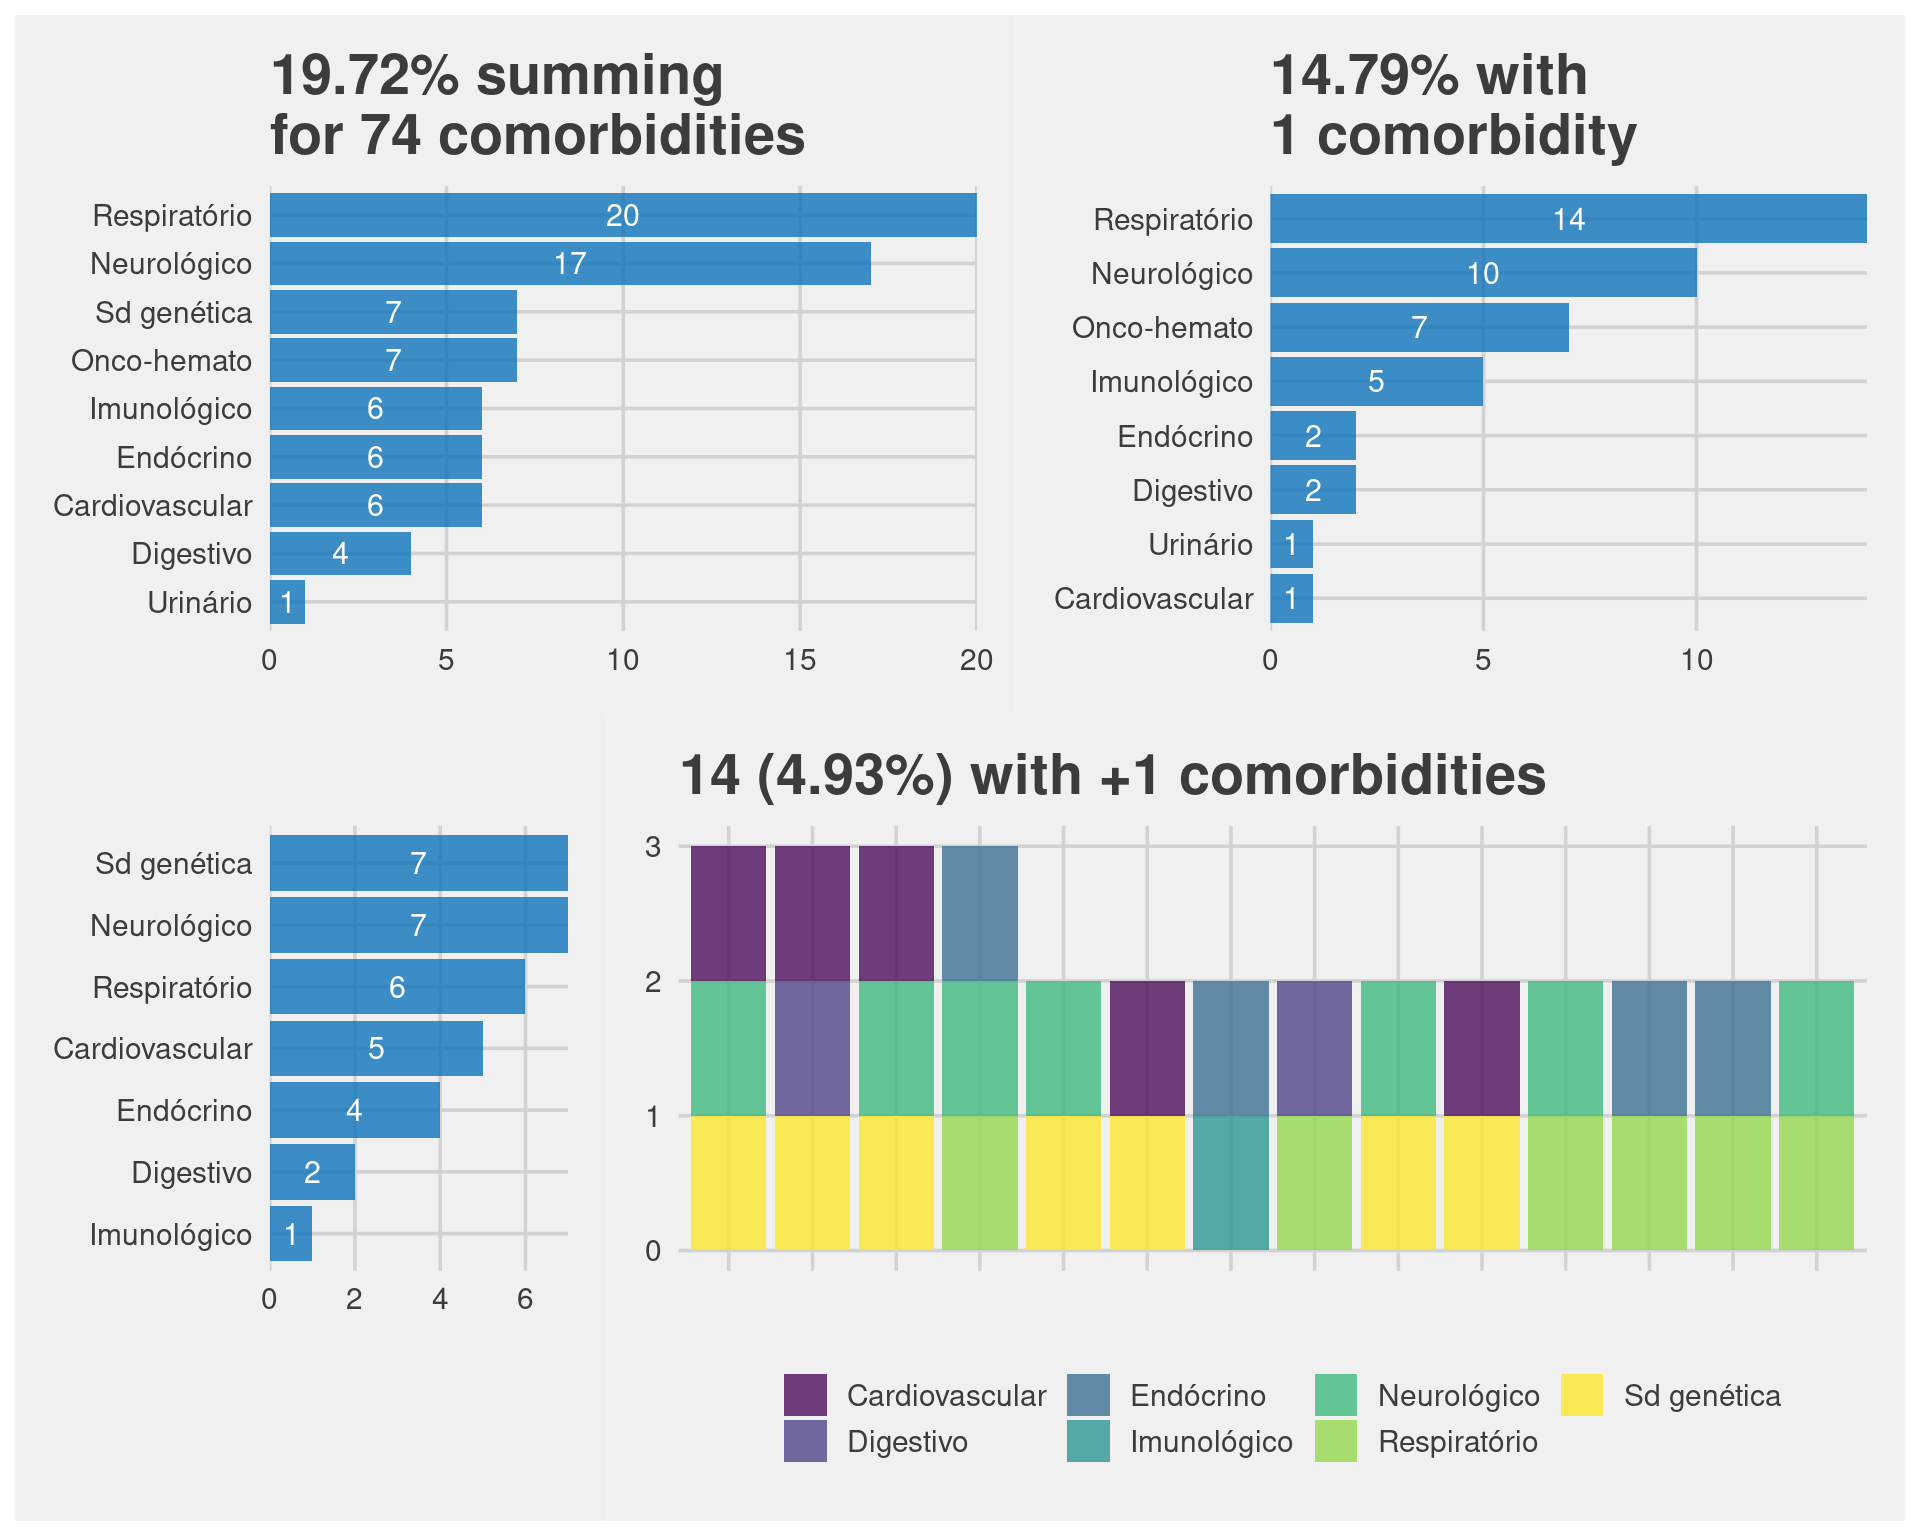 19.72% summing
for 74 comorbidities
Respiratório 20
Neurológico 17
Sd genética 7
Onco-hemato 7
Imunológico 6
Endócrino 6
Cardiovascular 6
Digestivo 4
Urinário 1
0 5 10 15 20
14.79% with
1 comorbidity
Respiratório 14
Neurológico 10
Onco-hemato 7
Imunológico 5
Endócrino 2
Digestivo 2
Urinário 1
Cardiovascular 1
0 5 10
Sd genética 7
Neurológico 7
Respiratório 6
Cardiovascular 5
Endócrino 4
Digestivo 2
Imunológico 1
0 2 4 6
14 (4.93%) with +1 comorbidities
3
2
1
0
Cardiovascular Endócrino Neurológico Sd genética
Digestivo Imunológico Respiratório